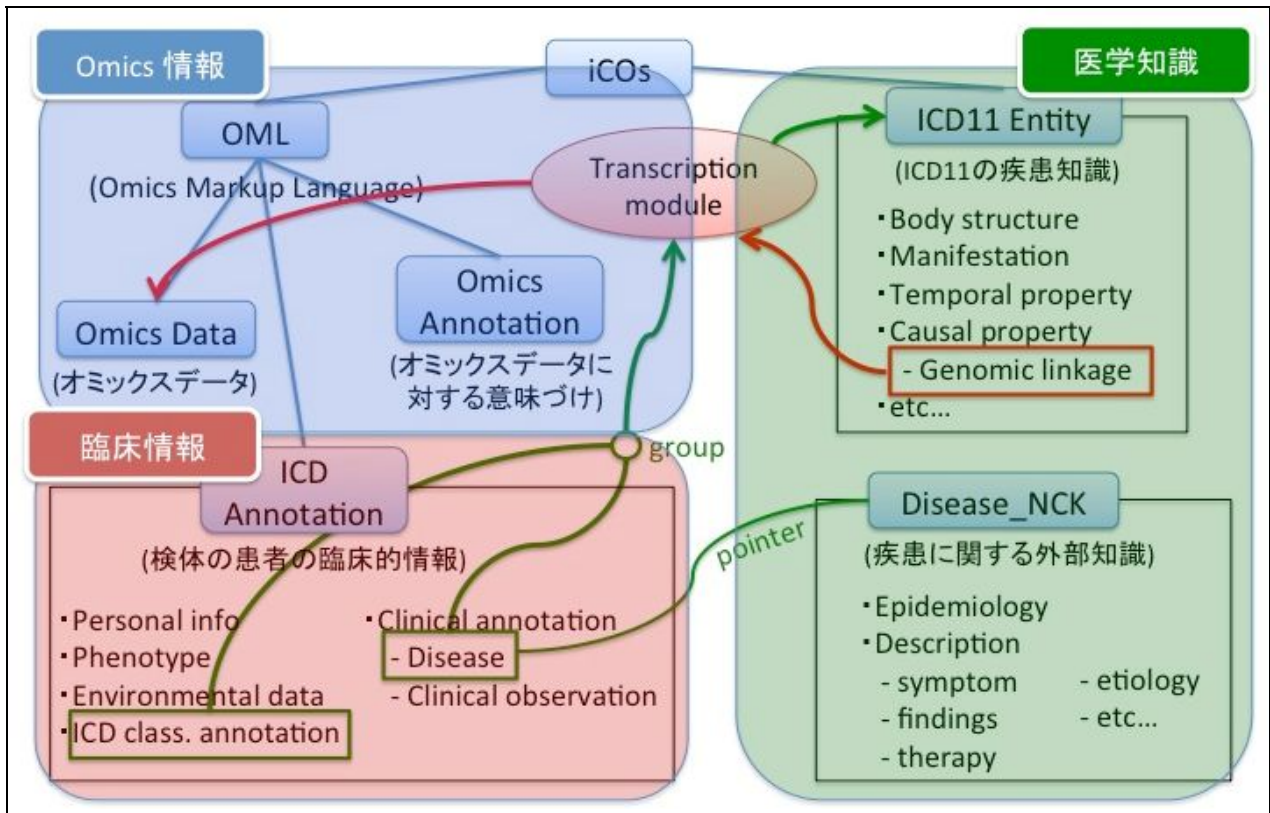 Omics 情報
iCOs
医学知識
OML
(Omics Markup Language)
Transcription
module
ICD11 Entity
(ICD11の疾患知識)
・Body structure
・Manifestation
・Temporal property
・Causal property
- Genomic linkage
・etc...
Omics Data
(オミックスデータ)
Omics
Annotation
(オミックスデータに
対する意味づけ)
臨床情報
group
ICD
Annotation
(検体の患者の臨床的情報)
・Personal info
・Phenotype
・Environmental data
・ICD class. annotation
・Clinical annotation
- Disease
- Clinical observation
pointer
Disease_NCK
(疾患に関する外部知識)
・Epidemiology
・Description
- symptom
- findings
- therapy
- etiology
- etc...